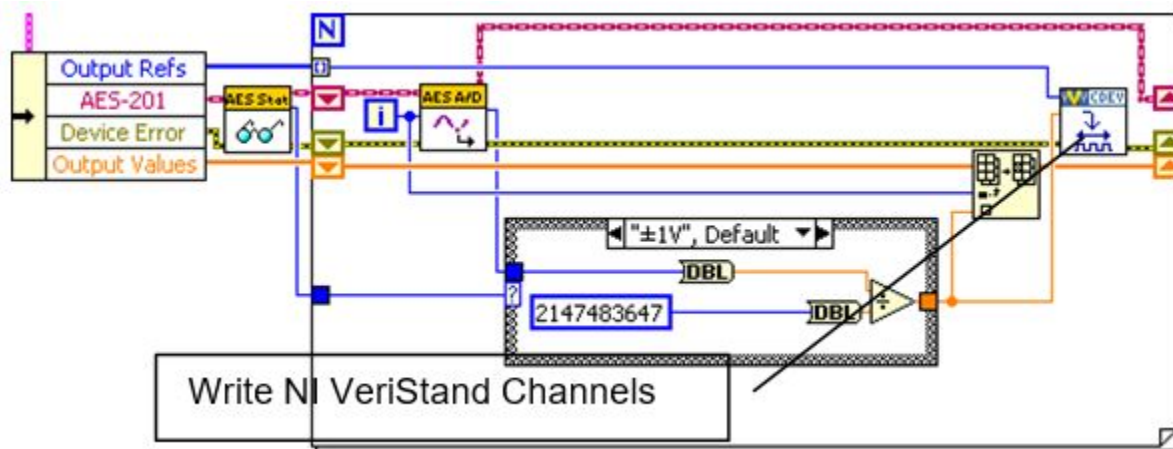 N
Output Refs
AES-201
AES Stat
AES A/D
CDEV
i
Device Error
Output Values
"±1V", Default
DBL
?
2147483647
DBL
÷
Write NI VeriStand Channels